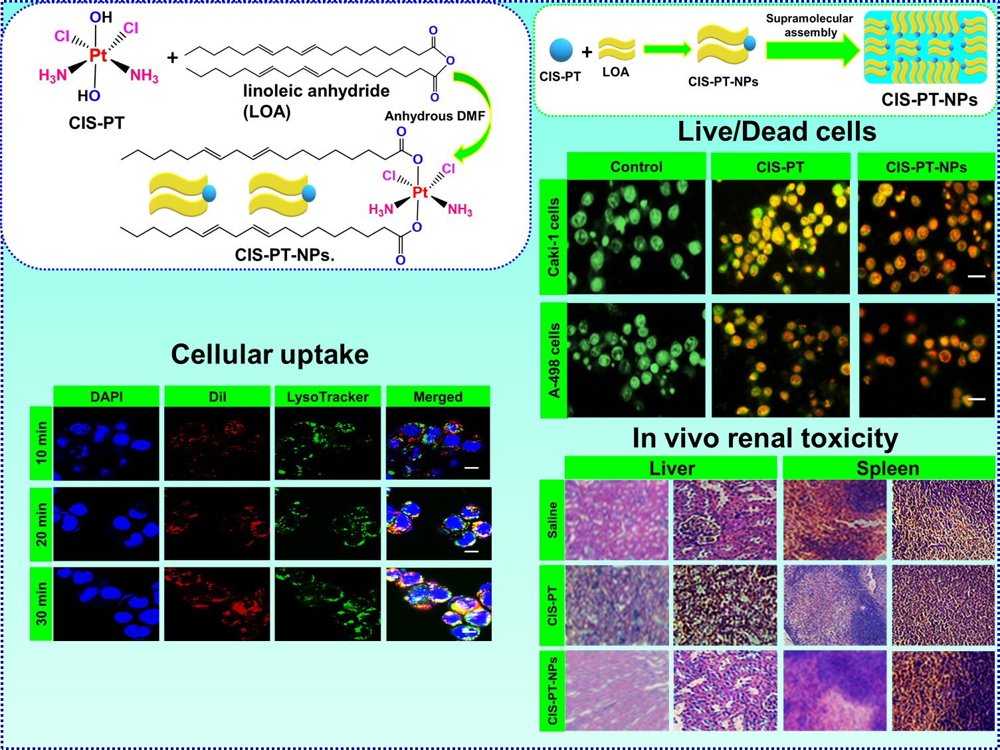 OH
Cl
Cl
Pt
H3N
NH3
HO
CIS-PT
+
O
O
O
linoleic anhydride
(LOA)
Anhydrous DMF
O
O
Cl
Cl
Pt
H3N
NH3
O
O
CIS-PT-NPs.
CIS-PT
+
LOA
CIS-PT-NPs
Supramolecular
assembly
CIS-PT-NPs
Live/Dead cells
Control
CIS-PT
CIS-PT-NPs
Caki-1 cells
A-498 cells
Cellular uptake
DAPI
Dil
LysoTracker
Merged
10 min
20 min
30 min
In vivo renal toxicity
Liver
Spleen
Saline
CIS-PT
CIS-PT-NPs